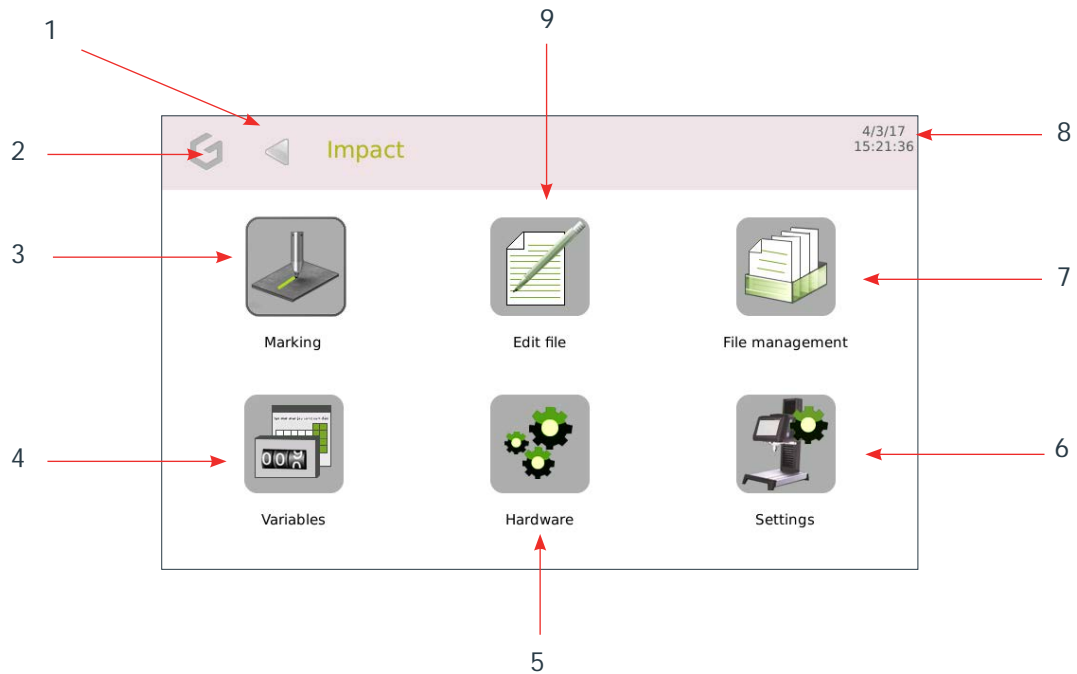 9
1
2
Impact
4/3/17
15:21:36
8
3
7
Marking
Edit file
File management
4
6
Variables
Hardware
Settings
5